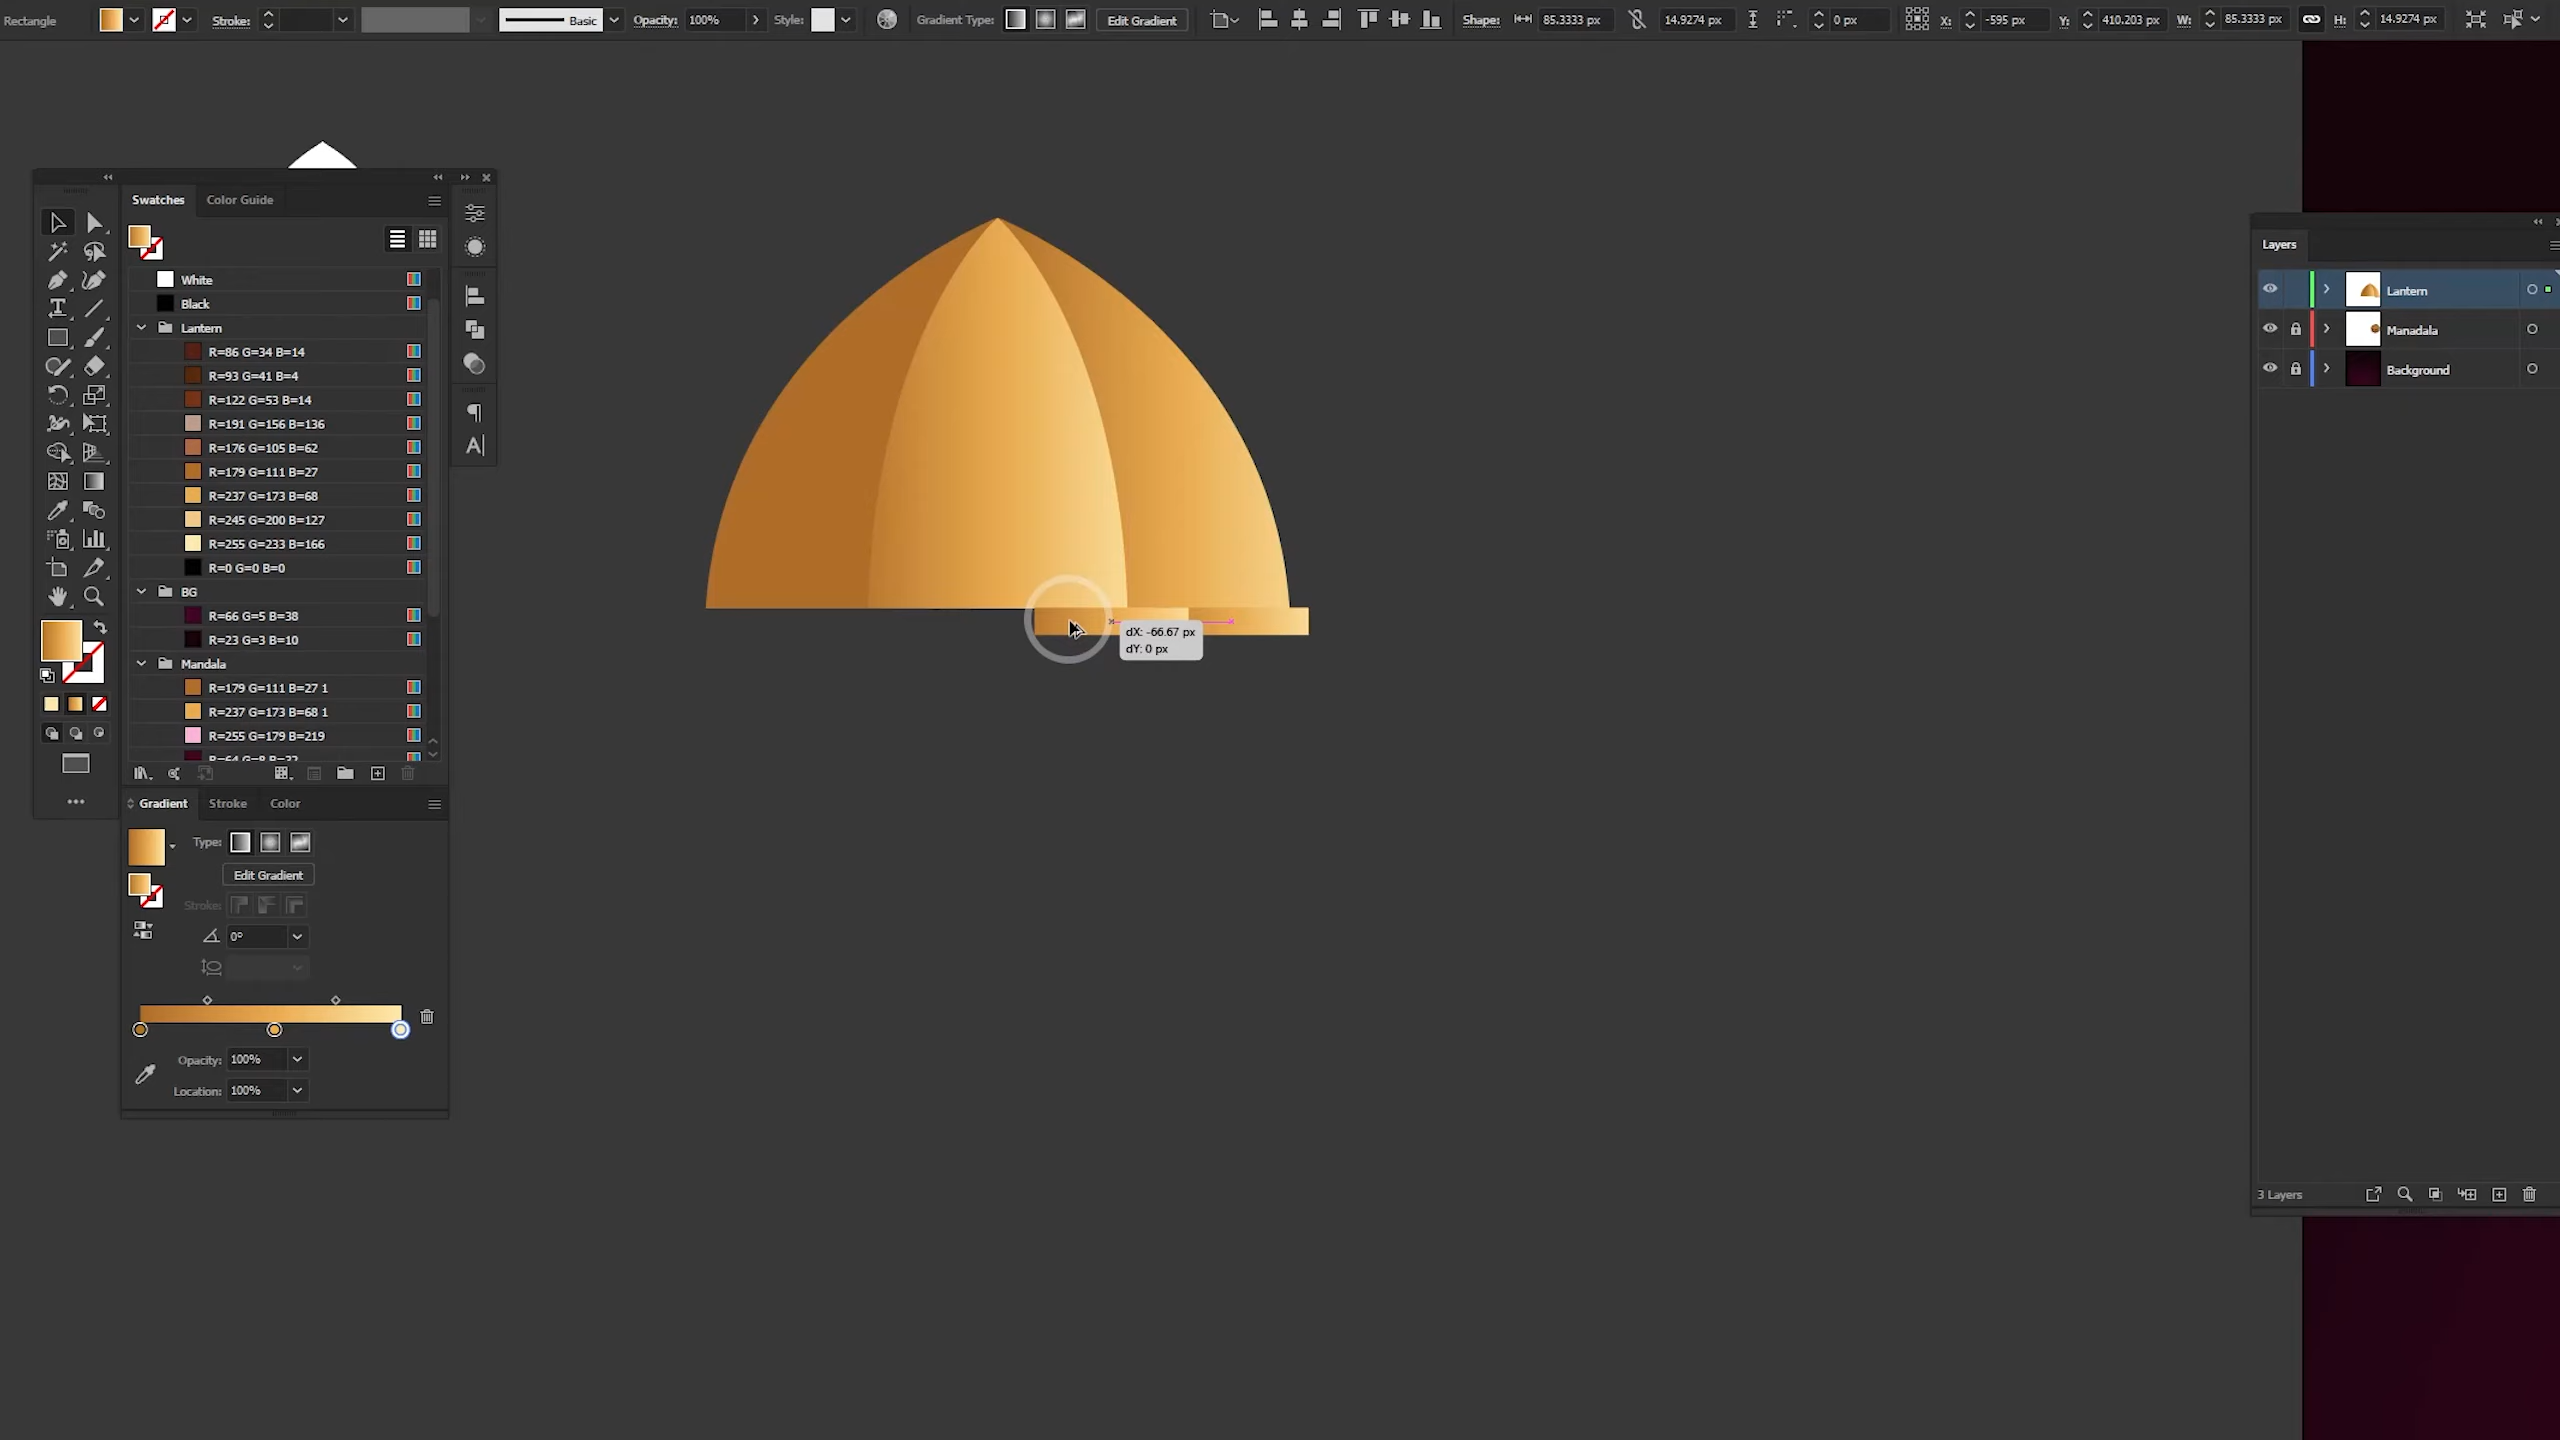 Rectangle Stroke: Basic Opacity: 100% Style: Gradient Type: Edit Gradient Shape: 85.3333 px 14.9274 px 0 px X: -595 px Y: 410.203 px W: 85.3333 px H: 14.9274 px
Swatches Color Guide
White
Black
Lantern
R=86 G=34 B=14
R=93 G=41 B=4
R=122 G=53 B=14
R=191 G=156 B=136
R=176 G=105 B=62
R=179 G=111 B=27
R=237 G=173 B=68
R=245 G=200 B=127
R=255 G=233 B=166
R=0 G=0 B=0
BG
R=66 G=5 B=38
R=23 G=3 B=10
Mandala
R=179 G=111 B=27 1
R=237 G=173 B=68 1
R=255 G=179 B=219
Gradient Stroke Color
Type:
Edit Gradient
Stroke:
0°
Opacity: 100%
Location: 100%
dX: -66.67 px
dY: 0 px
Layers
Lantern
Manadala
Background
3 Layers